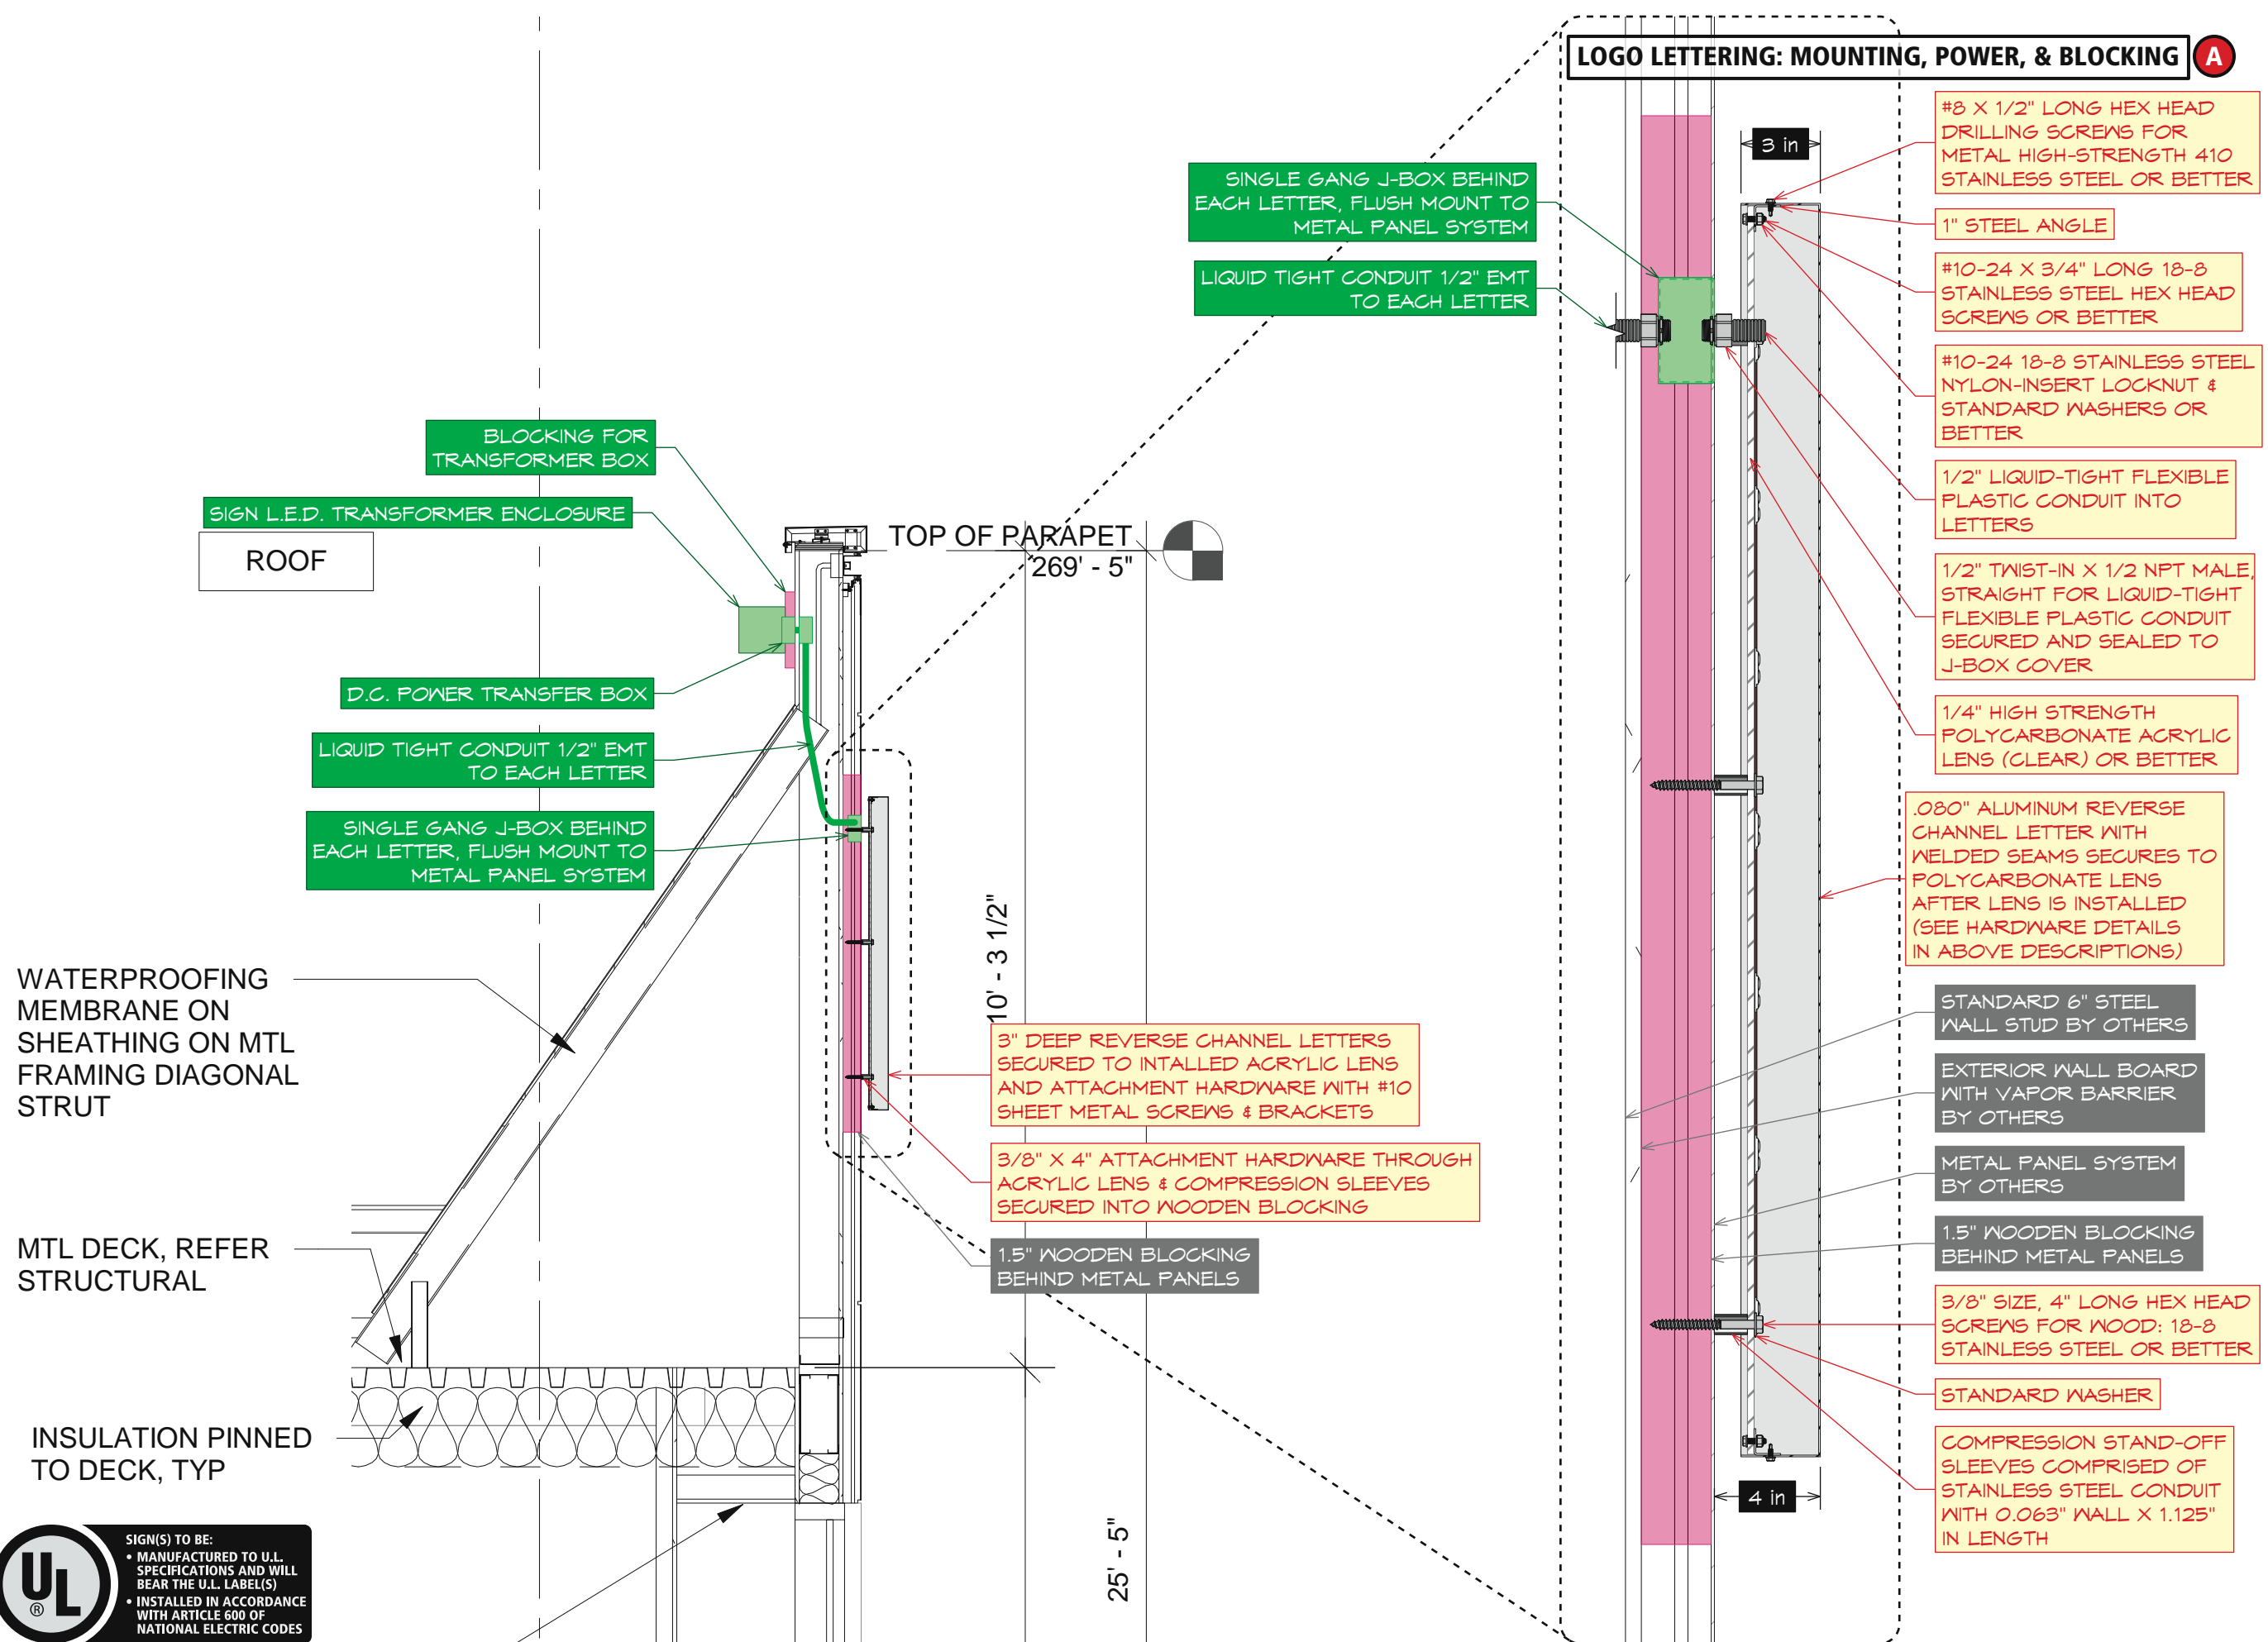 LOGO LETTERING: MOUNTING, POWER, & BLOCKING
A
3 in
#8 X 1/2" LONG HEX HEAD
DRILLING SCREWS FOR
METAL HIGH-STRENGTH 410
STAINLESS STEEL OR BETTER
1" STEEL ANGLE
#10-24 X 3/4" LONG 18-8
STAINLESS STEEL HEX HEAD
SCREWS OR BETTER
#10-24 18-8 STAINLESS STEEL
NYLON-INSERT LOCKNUT &
STANDARD WASHERS OR
BETTER
1/2" LIQUID-TIGHT FLEXIBLE
PLASTIC CONDUIT INTO
LETTERS
1/2" TWIST-IN X 1/2 NPT MALE,
STRAIGHT FOR LIQUID-TIGHT
FLEXIBLE PLASTIC CONDUIT
SECURED AND SEALED TO
J-BOX COVER
1/4" HIGH STRENGTH
POLYCARBONATE ACRYLIC
LENS (CLEAR) OR BETTER
.080" ALUMINUM REVERSE
CHANNEL LETTER WITH
WELDED SEAMS SECURES TO
POLYCARBONATE LENS
AFTER LENS IS INSTALLED
(SEE HARDWARE DETAILS
IN ABOVE DESCRIPTIONS)
STANDARD 6" STEEL
WALL STUD BY OTHERS
EXTERIOR WALL BOARD
WITH VAPOR BARRIER
BY OTHERS
METAL PANEL SYSTEM
BY OTHERS
1.5" WOODEN BLOCKING
BEHIND METAL PANELS
3/8" SIZE, 4" LONG HEX HEAD
SCREWS FOR WOOD: 18-8
STAINLESS STEEL OR BETTER
STANDARD WASHER
COMPRESSION STAND-OFF
SLEEVES COMPRISED OF
STAINLESS STEEL CONDUIT
WITH 0.063" WALL X 1.125"
IN LENGTH
4 in
SINGLE GANG J-BOX BEHIND
EACH LETTER, FLUSH MOUNT TO
METAL PANEL SYSTEM
LIQUID TIGHT CONDUIT 1/2" EMT
TO EACH LETTER
BLOCKING FOR
TRANSFORMER BOX
SIGN L.E.D. TRANSFORMER ENCLOSURE
ROOF
TOP OF PARAPET
269' - 5"
D.C. POWER TRANSFER BOX
LIQUID TIGHT CONDUIT 1/2" EMT
TO EACH LETTER
SINGLE GANG J-BOX BEHIND
EACH LETTER, FLUSH MOUNT TO
METAL PANEL SYSTEM
10' - 3 1/2"
WATERPROOFING
MEMBRANE ON
SHEATHING ON MTL
FRAMING DIAGONAL
STRUT
3" DEEP REVERSE CHANNEL LETTERS
SECURED TO INTALLED ACRYLIC LENS
AND ATTACHMENT HARDWARE WITH #10
SHEET METAL SCREWS & BRACKETS
3/8" X 4" ATTACHMENT HARDWARE THROUGH
ACRYLIC LENS & COMPRESSION SLEEVES
SECURED INTO WOODEN BLOCKING
1.5" WOODEN BLOCKING
BEHIND METAL PANELS
MTL DECK, REFER
STRUCTURAL
INSULATION PINNED
TO DECK, TYP
25' - 5"
UL
®
SIGN(S) TO BE:
• MANUFACTURED TO U.L.
SPECIFICATIONS AND WILL
BEAR THE U.L. LABEL(S)
• INSTALLED IN ACCORDANCE
WITH ARTICLE 600 OF
NATIONAL ELECTRIC CODES